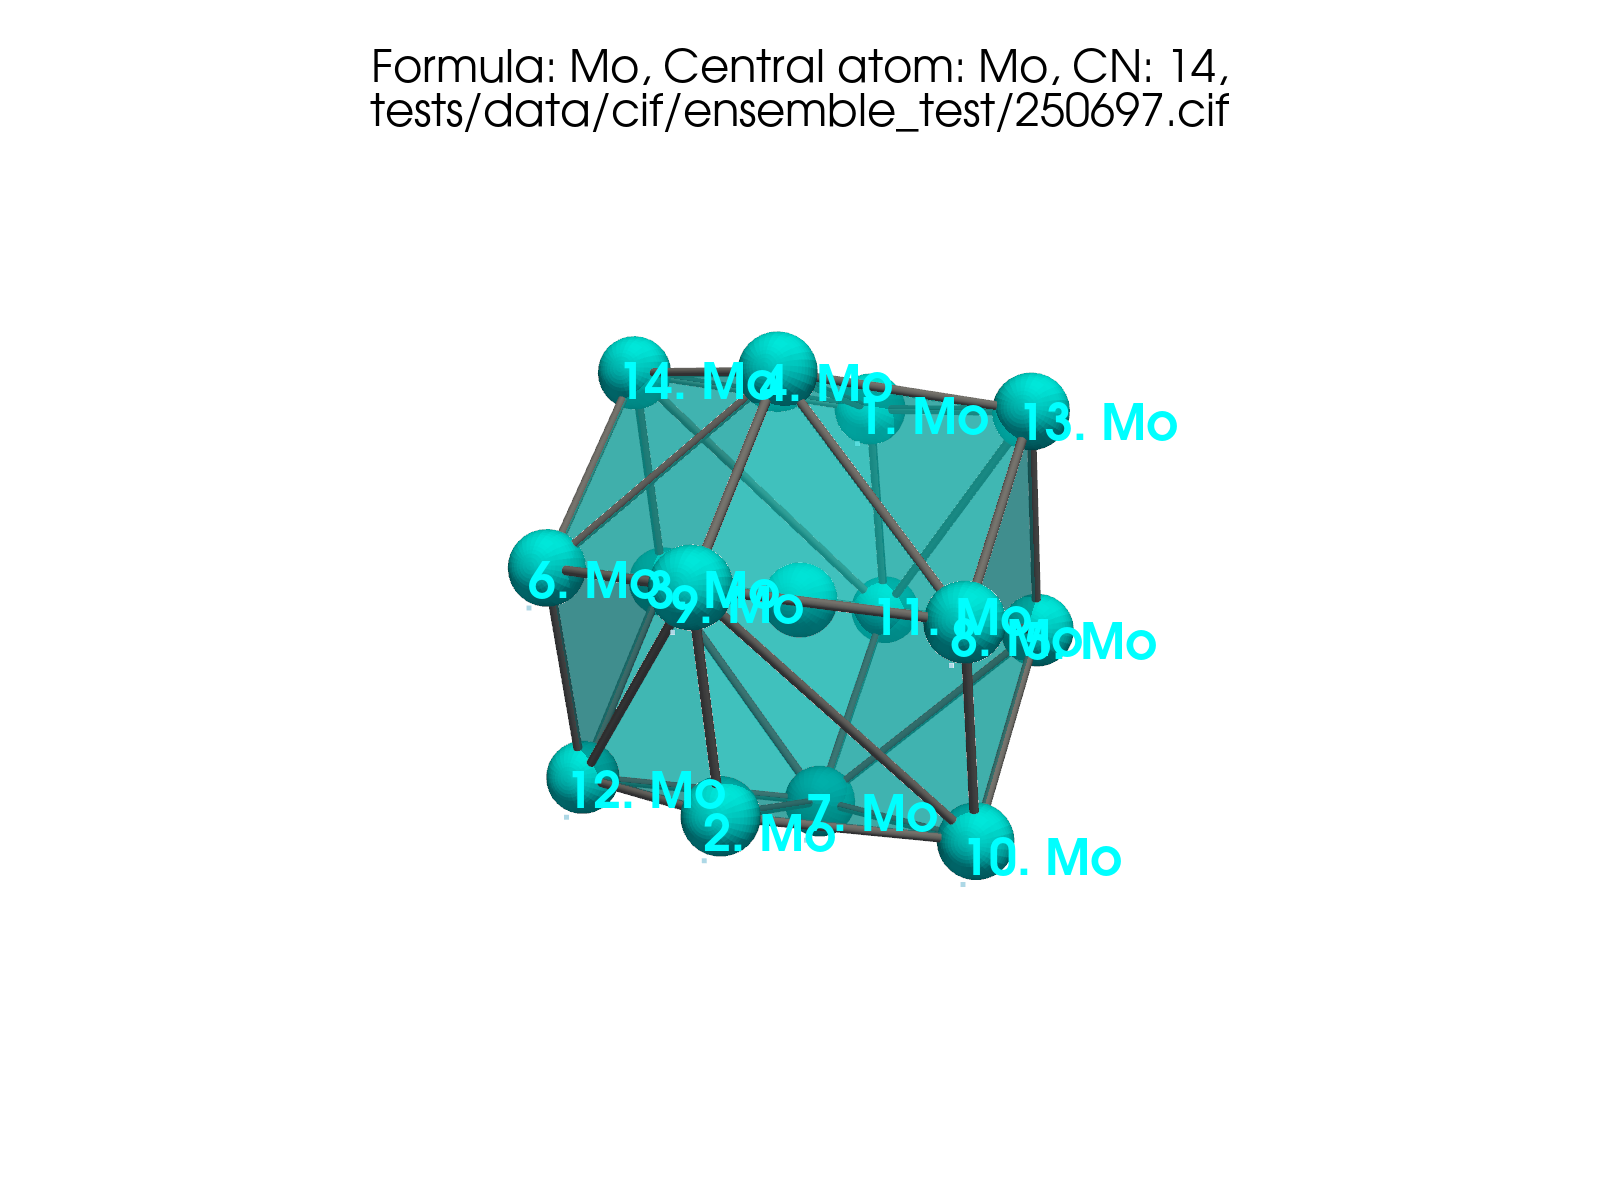 Formula: Mo, Central atom: Mo, CN: 14,
tests/data/cif/ensemble_test/250697.cif
14. Mo
4. Mo
1. Mo
13. Mo
6. Mo
3. Mo
9. Mo
11. Mo
8. Mo
5. Mo
12. Mo
7. Mo
2. Mo
10. Mo